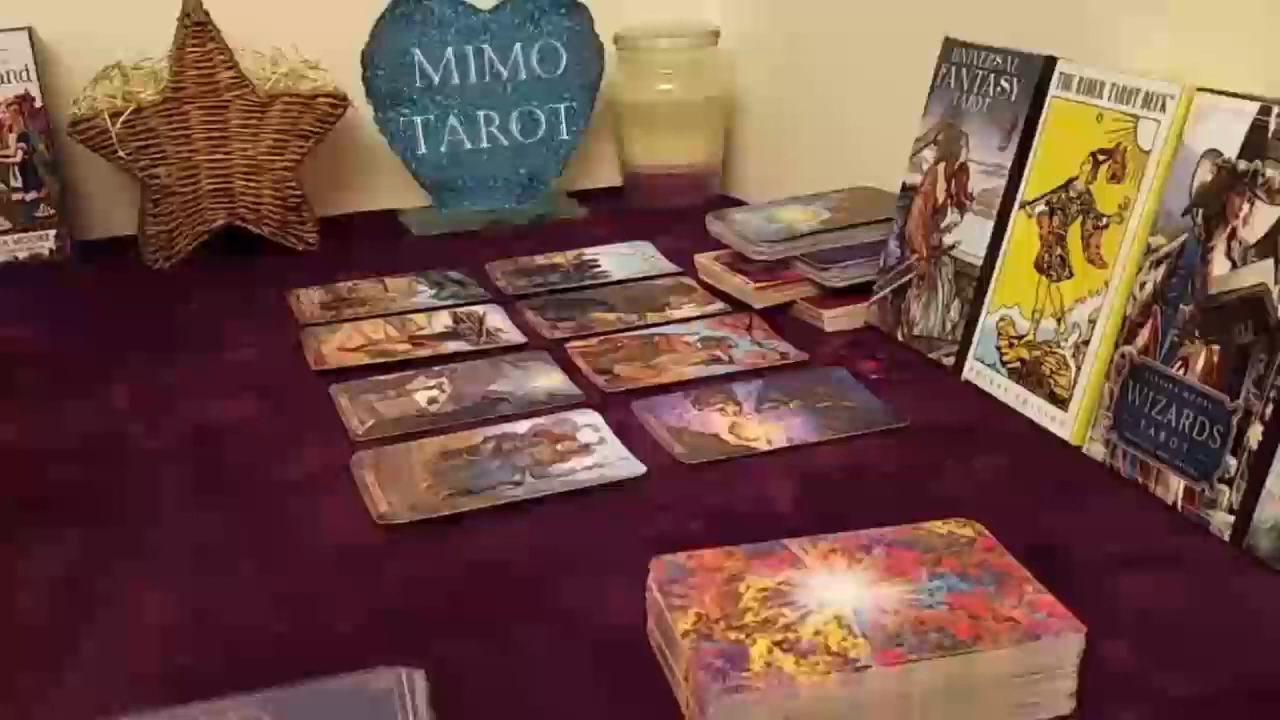 MIMO
TAROT
UNIVERSAL
FANTASY
TAROT
THE RIDER TAROT DECK
WIZARDS
TAROT